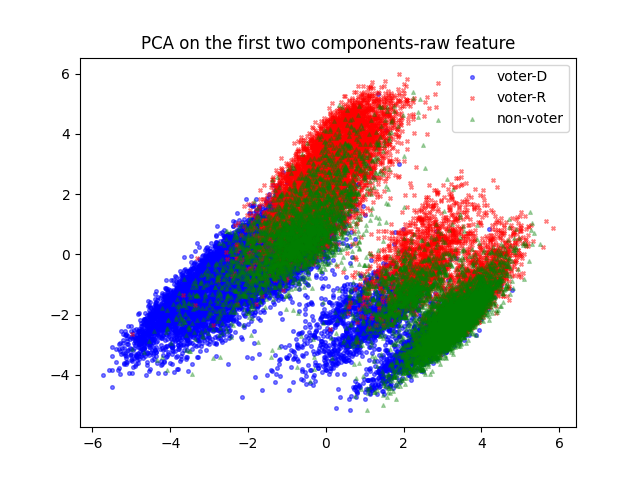 PCA on the first two components-raw feature
voter-D
voter-R
non-voter
6
4
2
0
−2
−4
−6 −4 −2 0 2 4 6